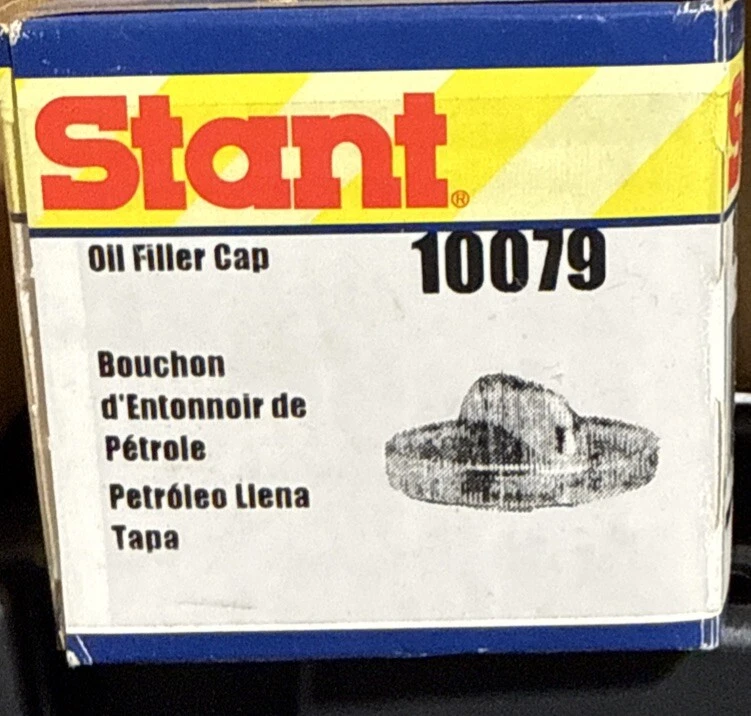 Stant®
Oil Filler Cap
10079
Bouchon
d'Entonnoir de
Pétrole
Petróleo Llena
Tapa